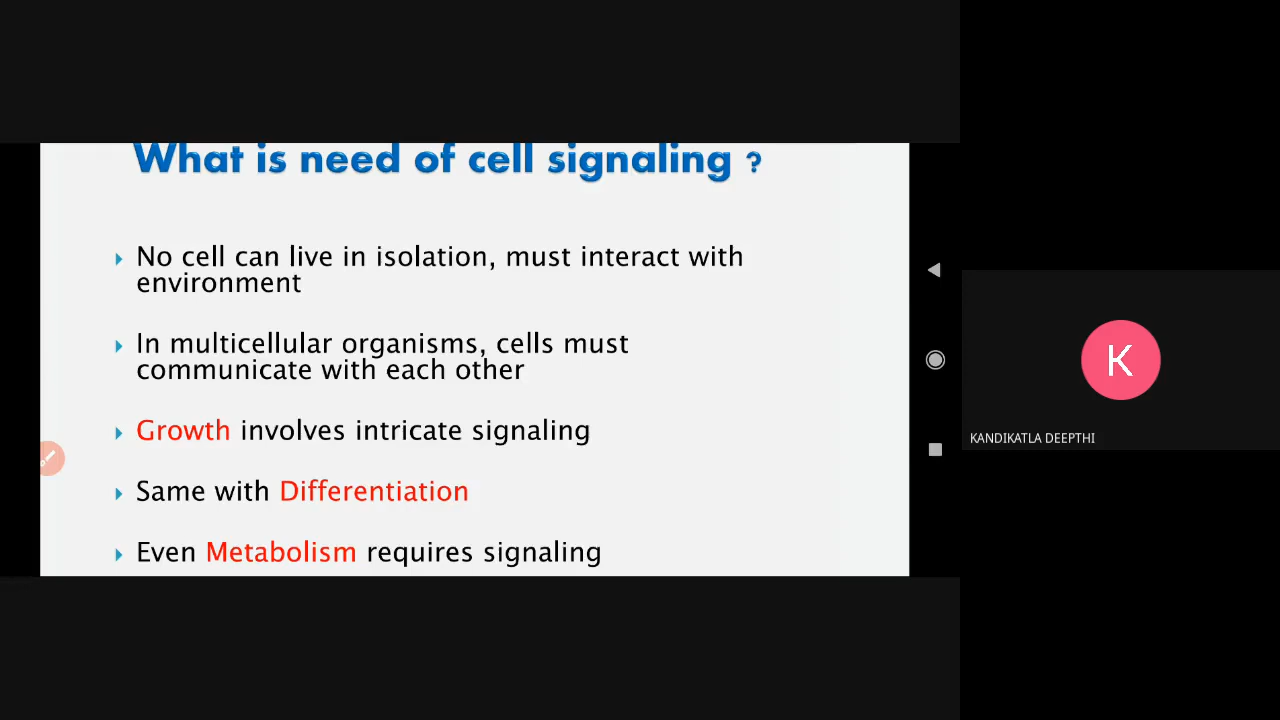 What is need of cell signaling ?
No cell can live in isolation, must interact with
environment
In multicellular organisms, cells must
communicate with each other
Growth involves intricate signaling
Same with Differentiation
Even Metabolism requires signaling
K
KANDIKATLA DEEPTHI